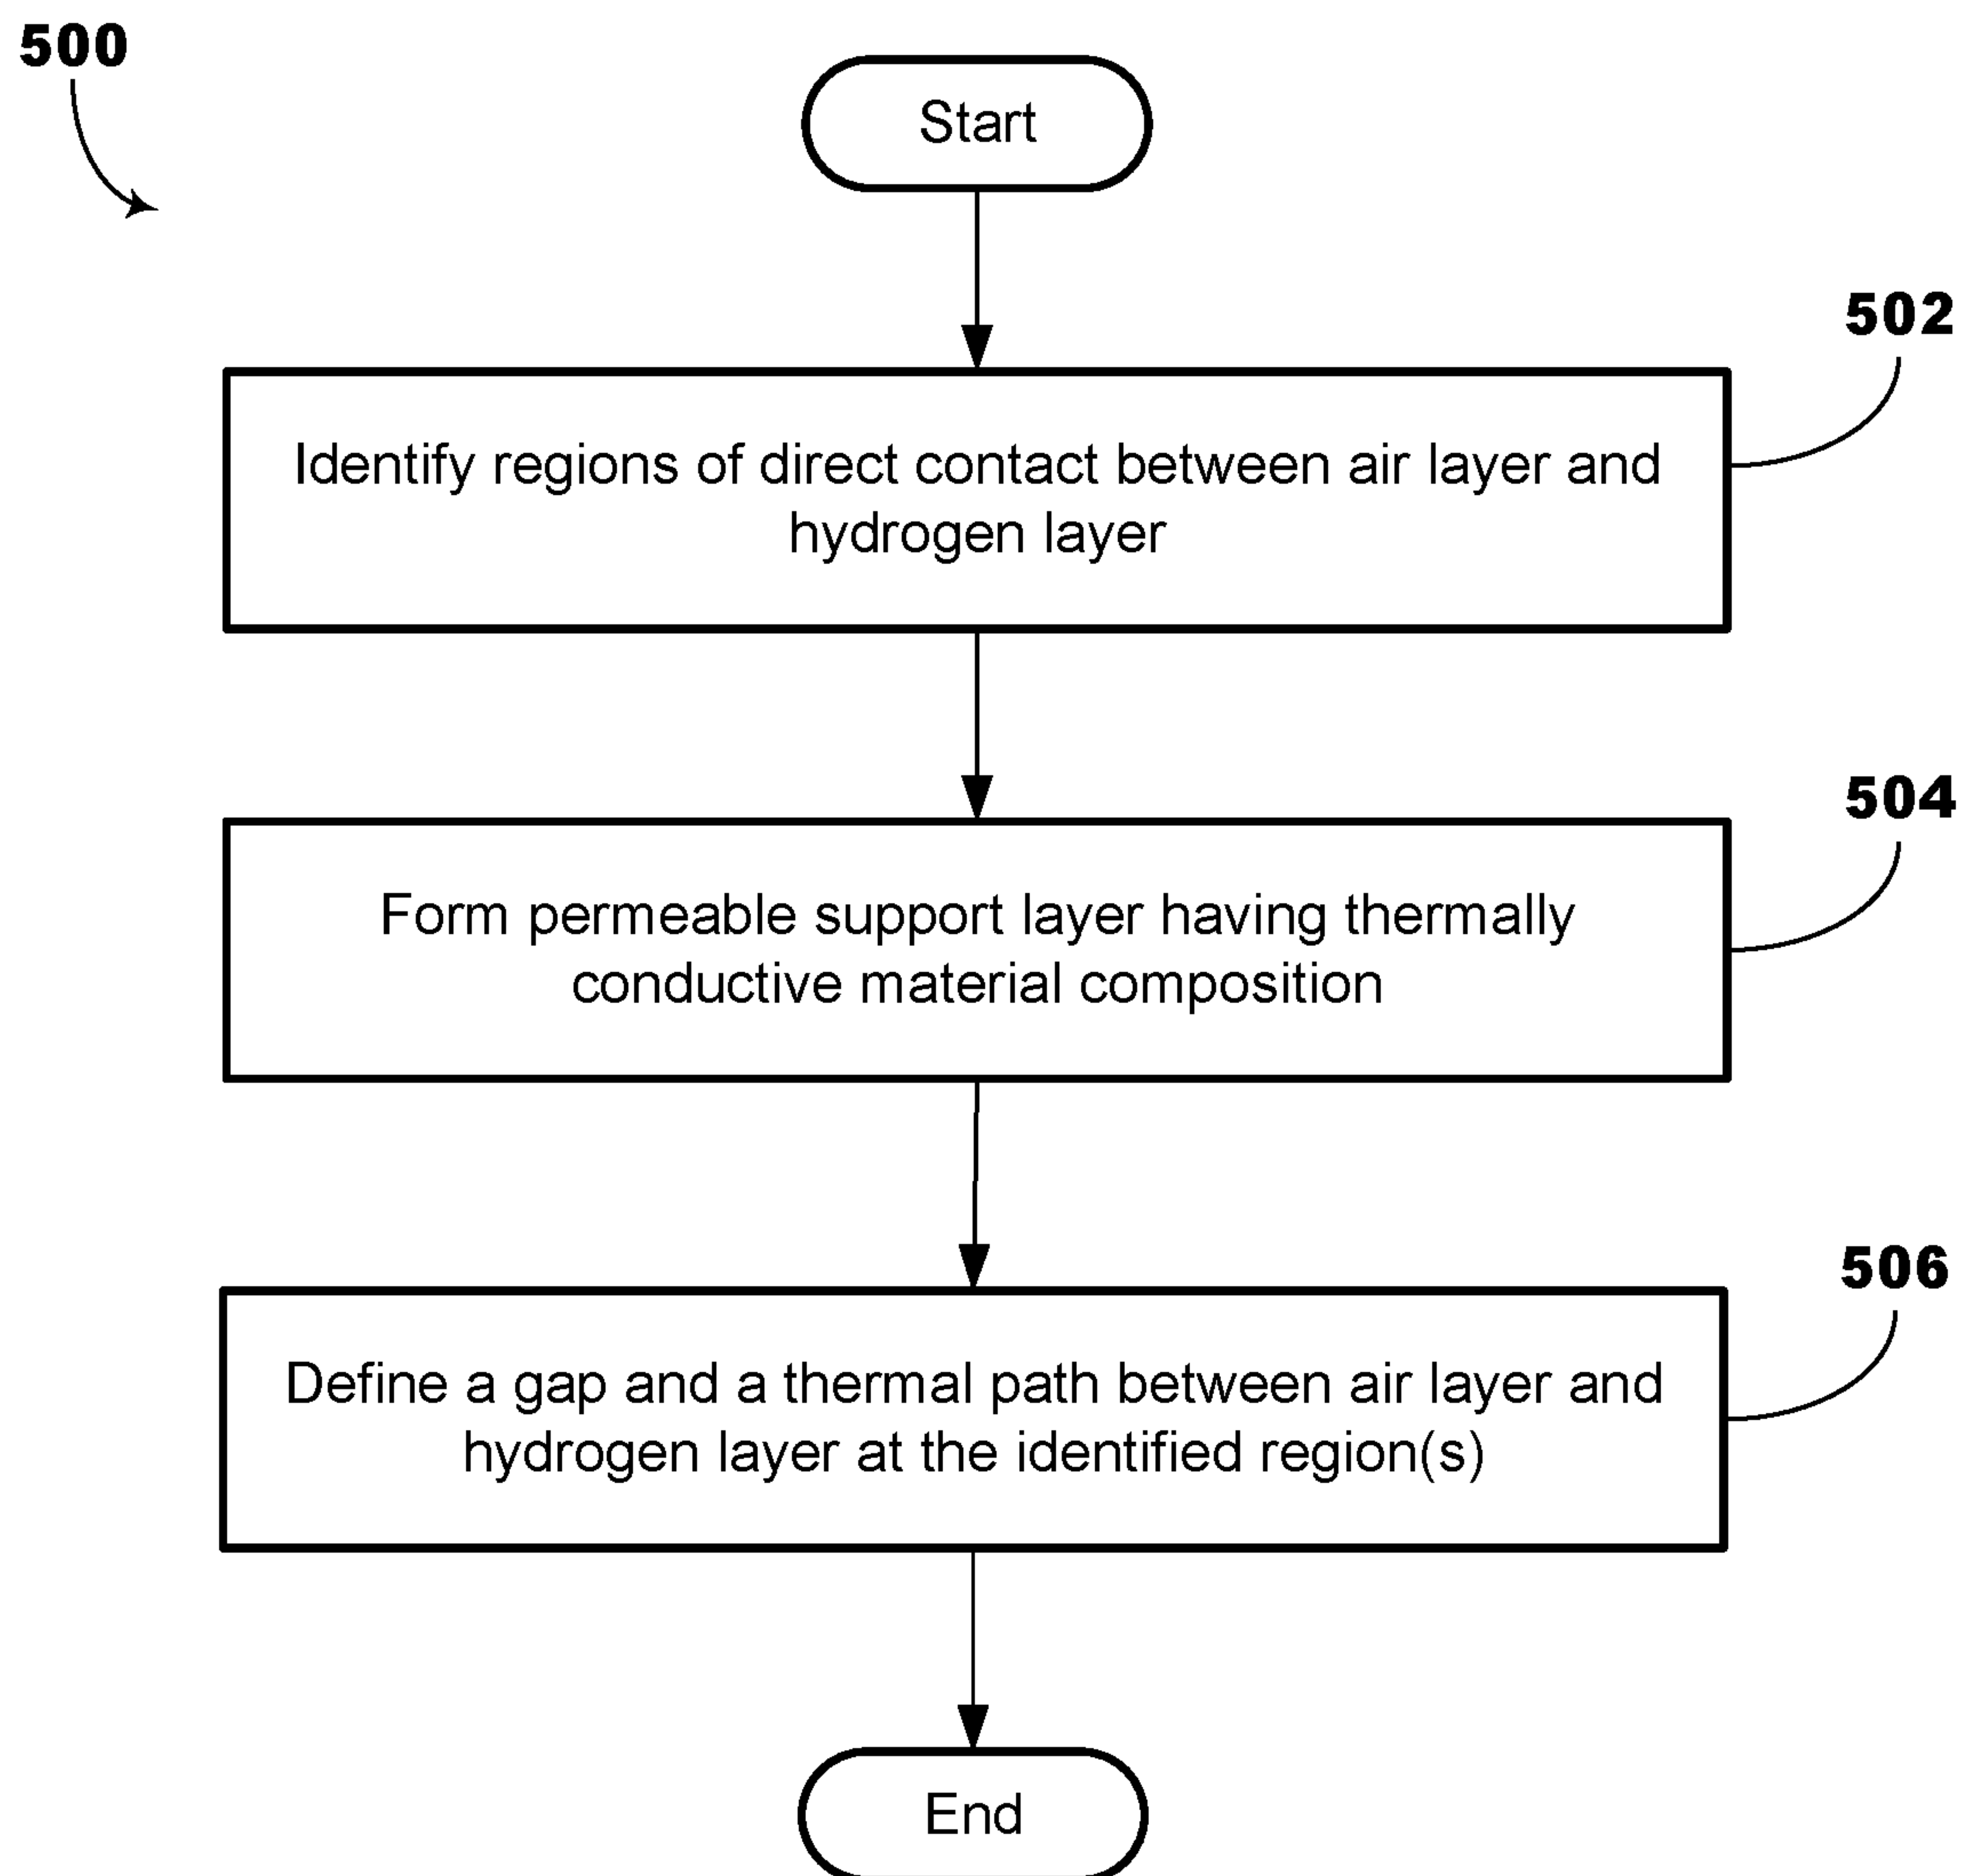 500
Start
502
Identify regions of direct contact between air layer and
hydrogen layer
504
Form permeable support layer having thermally
conductive material composition
506
Define a gap and a thermal path between air layer and
hydrogen layer at the identified region(s)
End